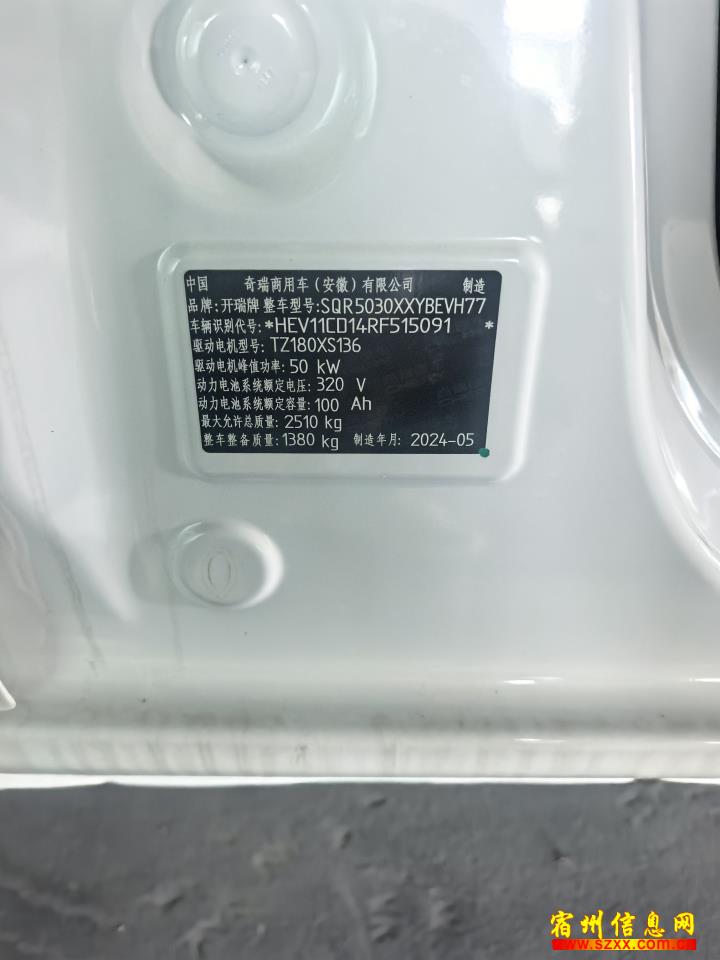 中国 奇瑞商用车(安徽)有限公司 制造
品牌:开瑞牌 整车型号:SQR5030XXYBEVH77
车辆识别代号:*HEV11CD14RF515091 *
驱动电机型号:TZ180XS136
驱动电机峰值功率:50 kW
动力电池系统额定电压:320 V
动力电池系统额定容量:100 Ah
最大允许总质量:2510 kg
整车整备质量:1380 kg 制造年月:2024-05
宿州信息网
www.szxx.com.cn